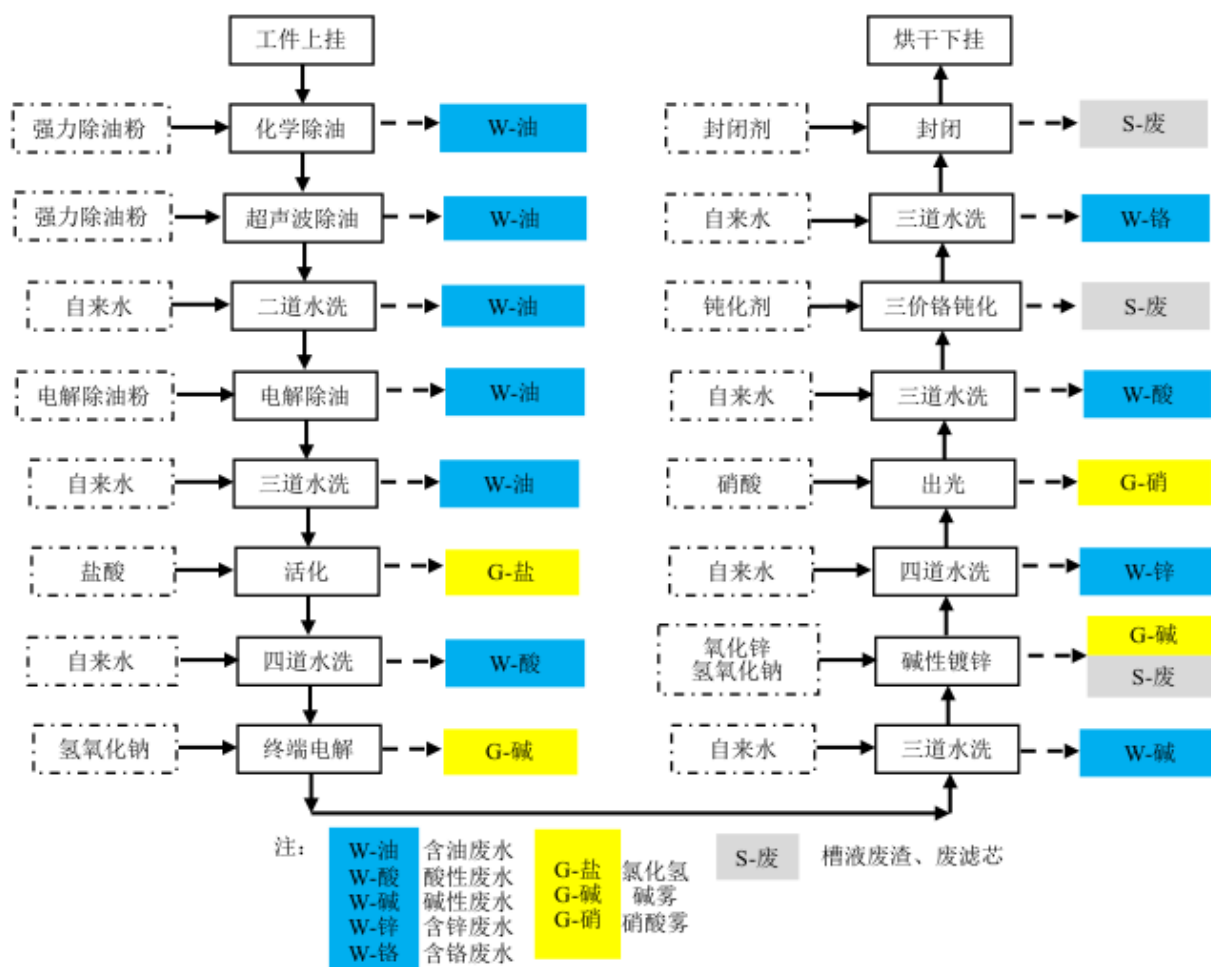 工件上挂
强力除油粉
化学除油
W-油
强力除油粉
超声波除油
W-油
自来水
二道水洗
W-油
电解除油粉
电解除油
W-油
自来水
三道水洗
W-油
盐酸
活化
G-盐
自来水
四道水洗
W-酸
氢氧化钠
终端电解
G-碱
烘干下挂
封闭剂
封闭
S-废
自来水
三道水洗
W-铬
钝化剂
三价铬钝化
S-废
自来水
三道水洗
W-酸
硝酸
出光
G-硝
自来水
四道水洗
W-锌
氧化锌
氢氧化钠
碱性镀锌
G-碱
S-废
自来水
三道水洗
W-碱
注:
W-油 含油废水
W-酸 酸性废水
W-碱 碱性废水
W-锌 含锌废水
W-铬 含铬废水
G-盐 氯化氢
G-碱 碱雾
G-硝 硝酸雾
S-废 槽液废渣、废滤芯